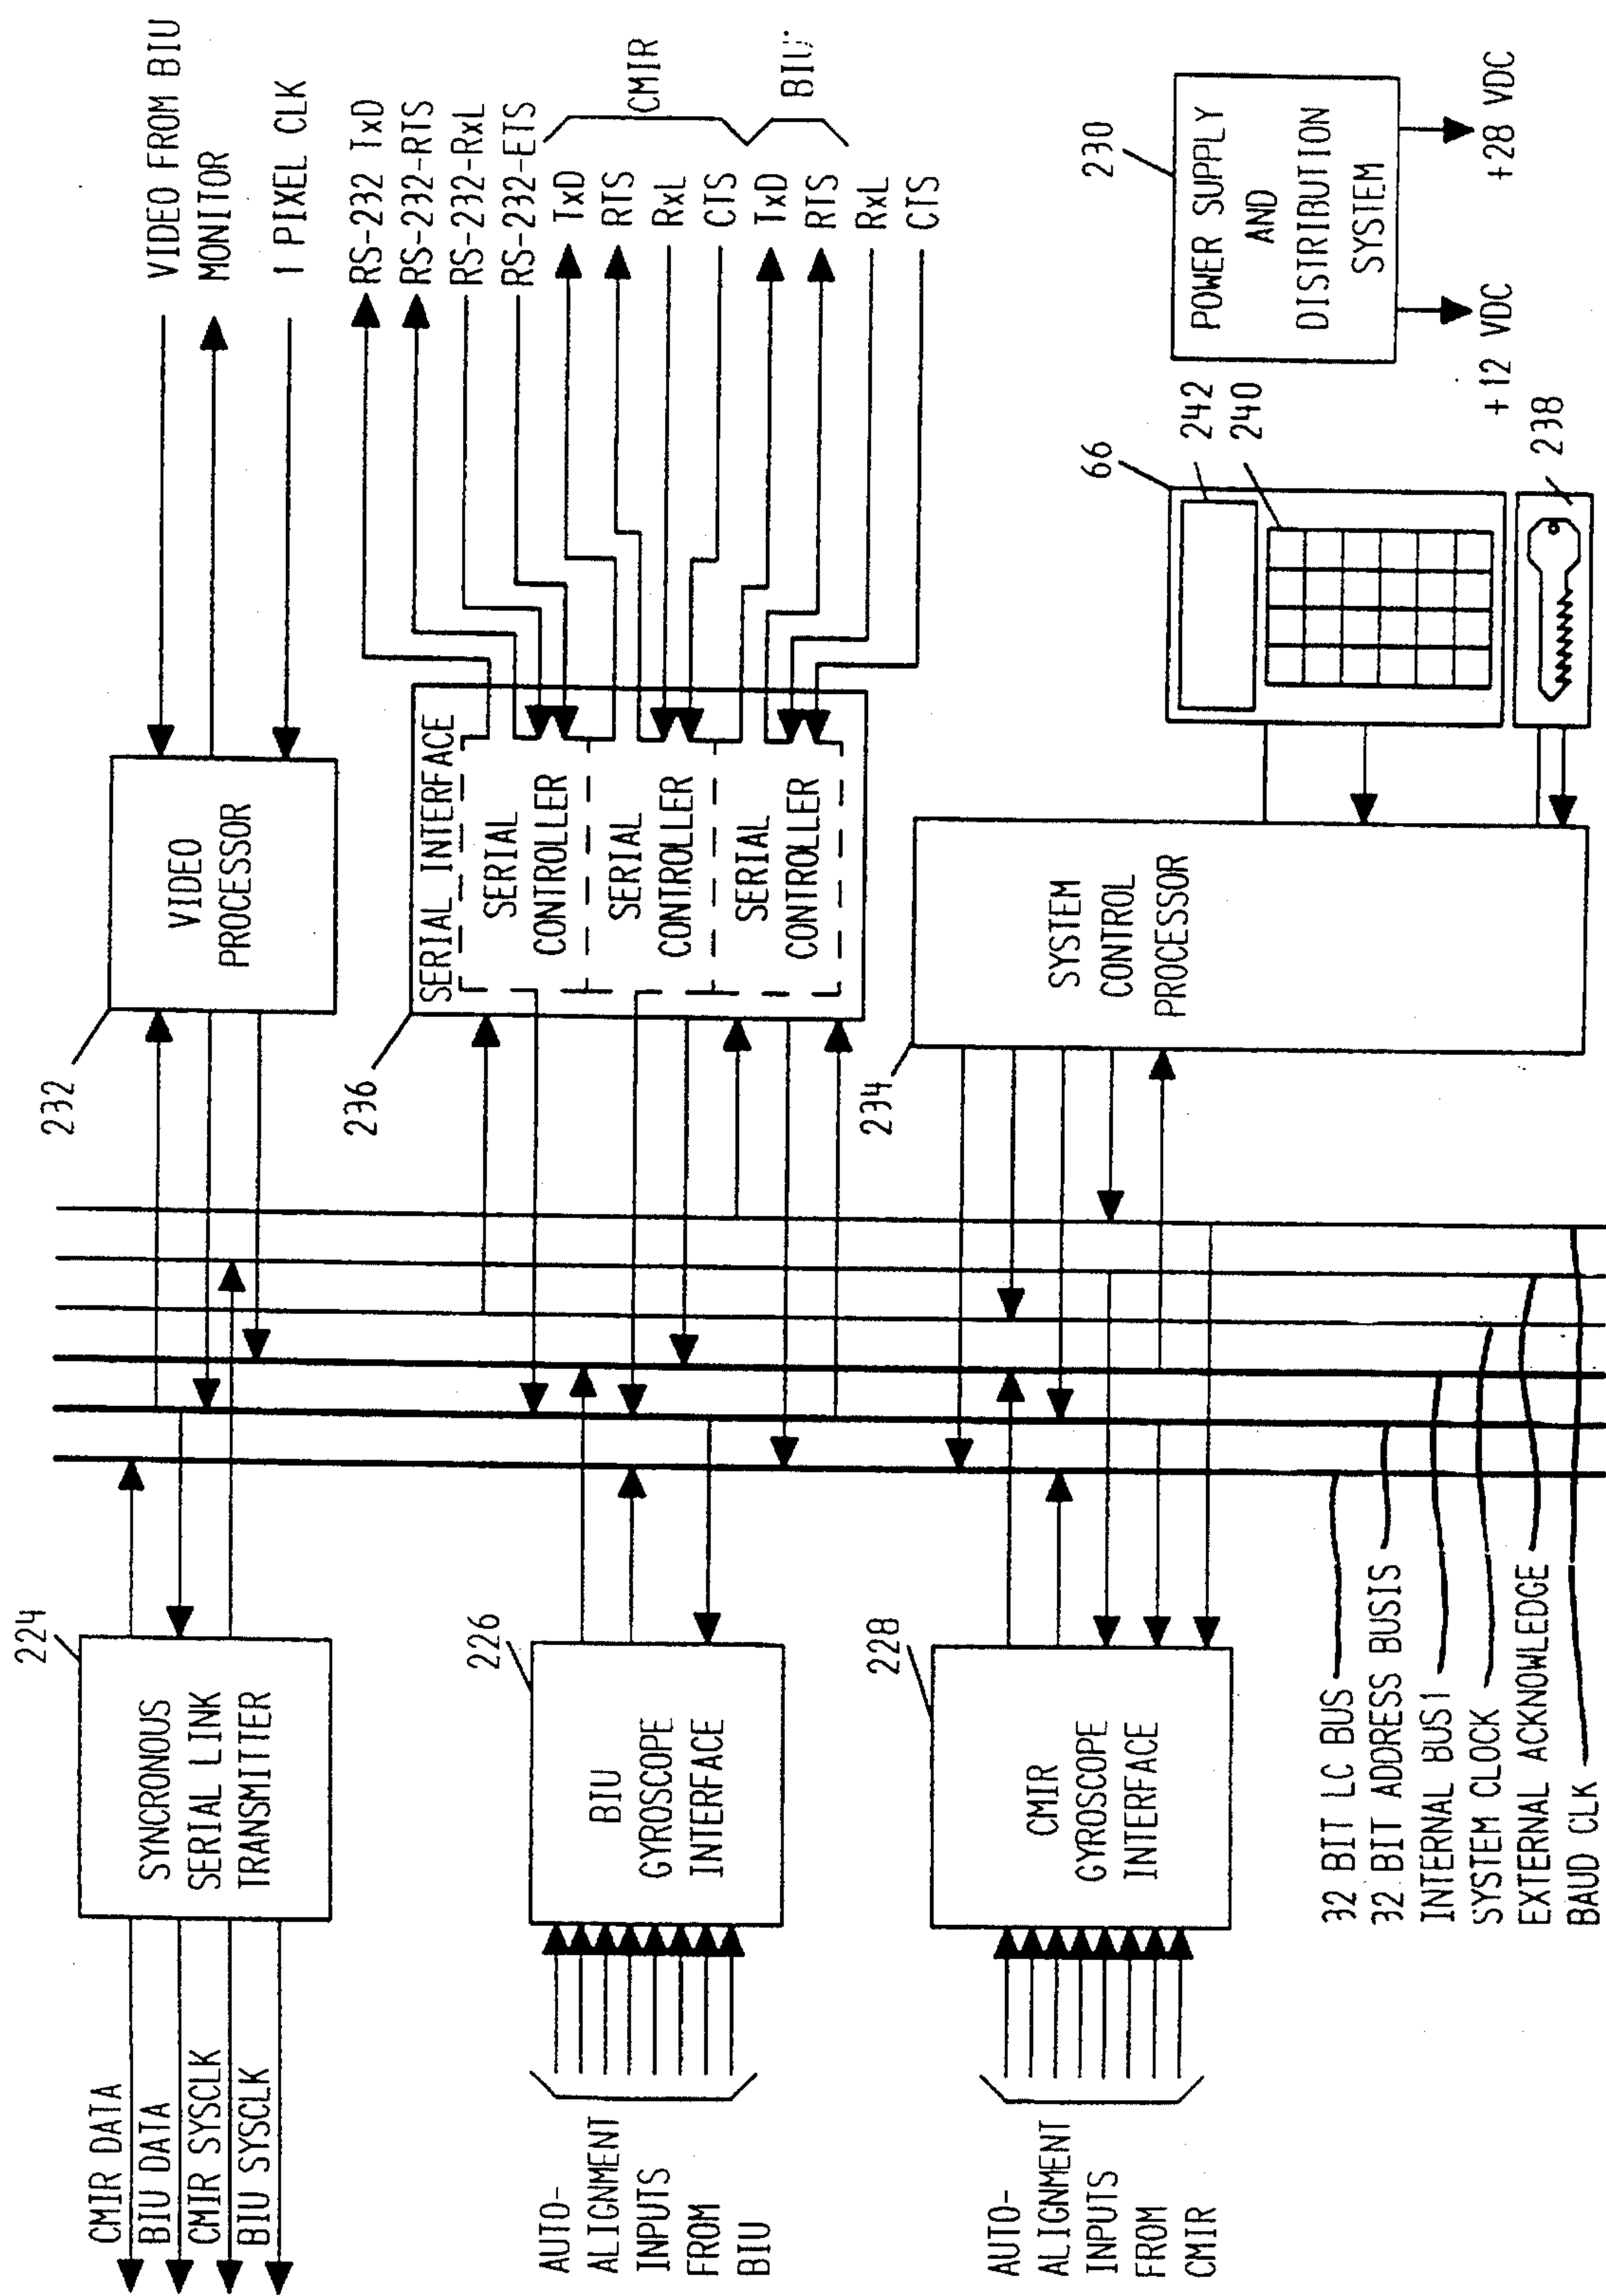 CMIR DATA
BIU DATA
CMIR SYSCLK
BIU SYSCLK
224
SYNCRONOUS
SERIAL LINK
TRANSMITTER
232
VIDEO
PROCESSOR
VIDEO FROM BIU
MONITOR
1 PIXEL CLK
AUTO-
ALIGNMENT
INPUTS
FROM
BIU
226
BIU
GYROSCOPE
INTERFACE
236
SERIAL INTERFACE
SERIAL
CONTROLLER
SERIAL
CONTROLLER
SERIAL
CONTROLLER
RS-232 TxD
RS-232-RTS
RS-232-RxL
RS-232-ETS
TxD
RTS
RxL
CTS
CMIR
TxD
RTS
RxL
CTS
BIU
AUTO-
ALIGNMENT
INPUTS
FROM
CMIR
228
CMIR
GYROSCOPE
INTERFACE
234
SYSTEM
CONTROL
PROCESSOR
66
242
240
238
230
POWER SUPPLY
AND
DISTRIBUTION
SYSTEM
+12 VDC
+28 VDC
32 BIT LC BUS
32 BIT ADDRESS BUSIS
INTERNAL BUS1
SYSTEM CLOCK
EXTERNAL ACKNOWLEDGE
BAUD CLK